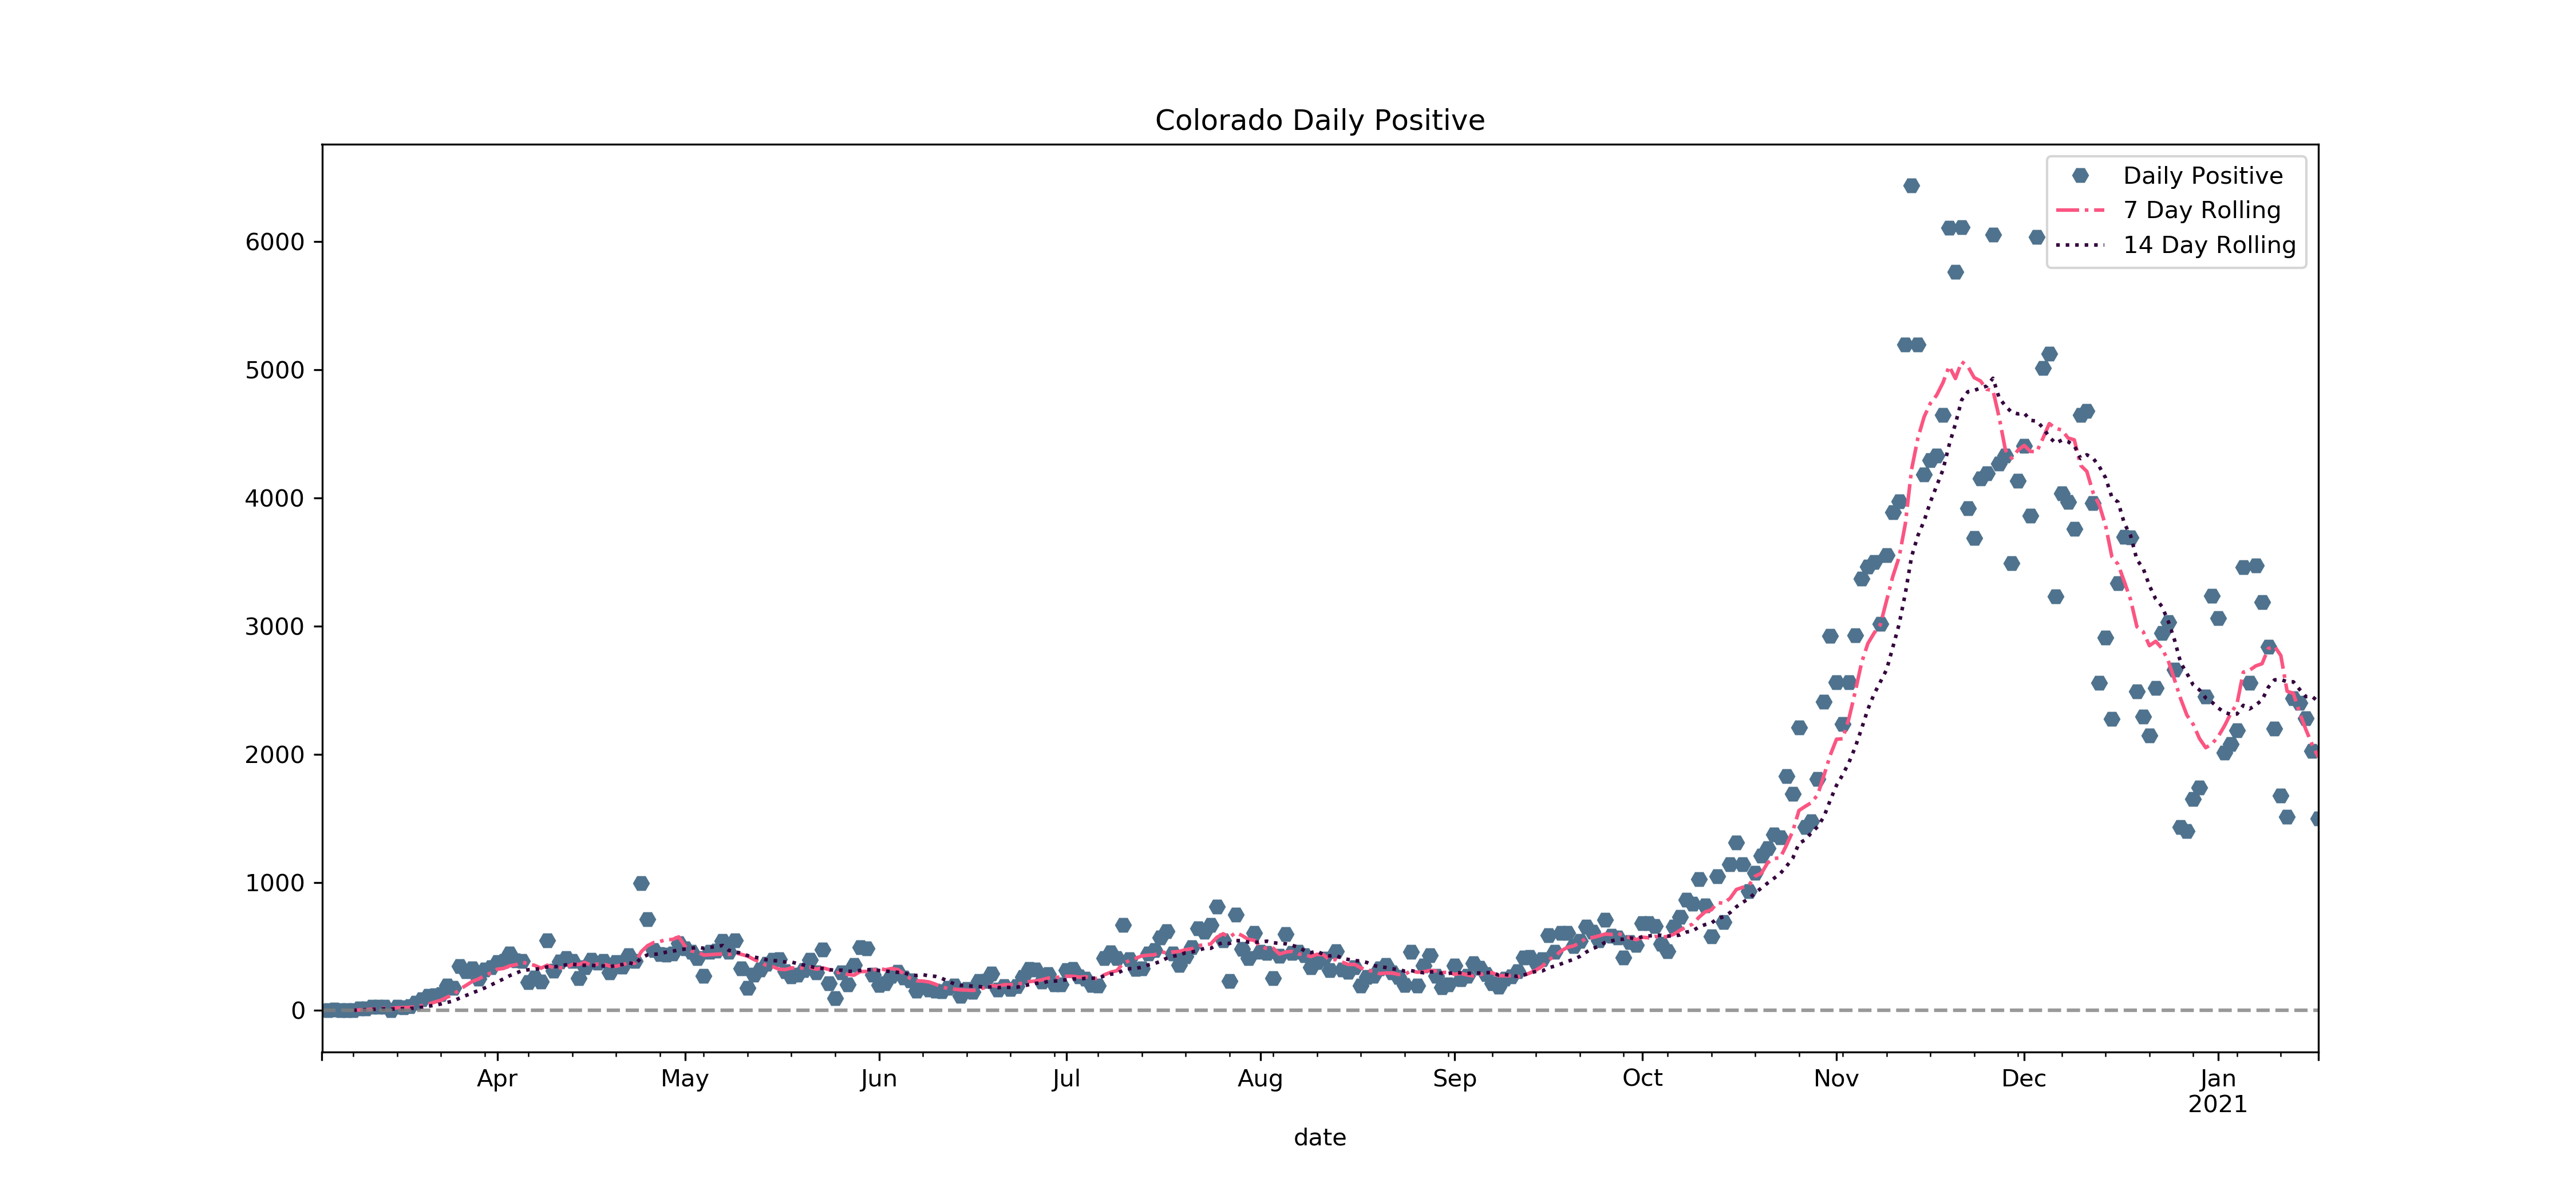 Colorado Daily Positive
Daily Positive
7 Day Rolling
14 Day Rolling
6000
5000
4000
3000
2000
1000
0
Apr May Jun Jul Aug Sep Oct Nov Dec Jan
2021
date